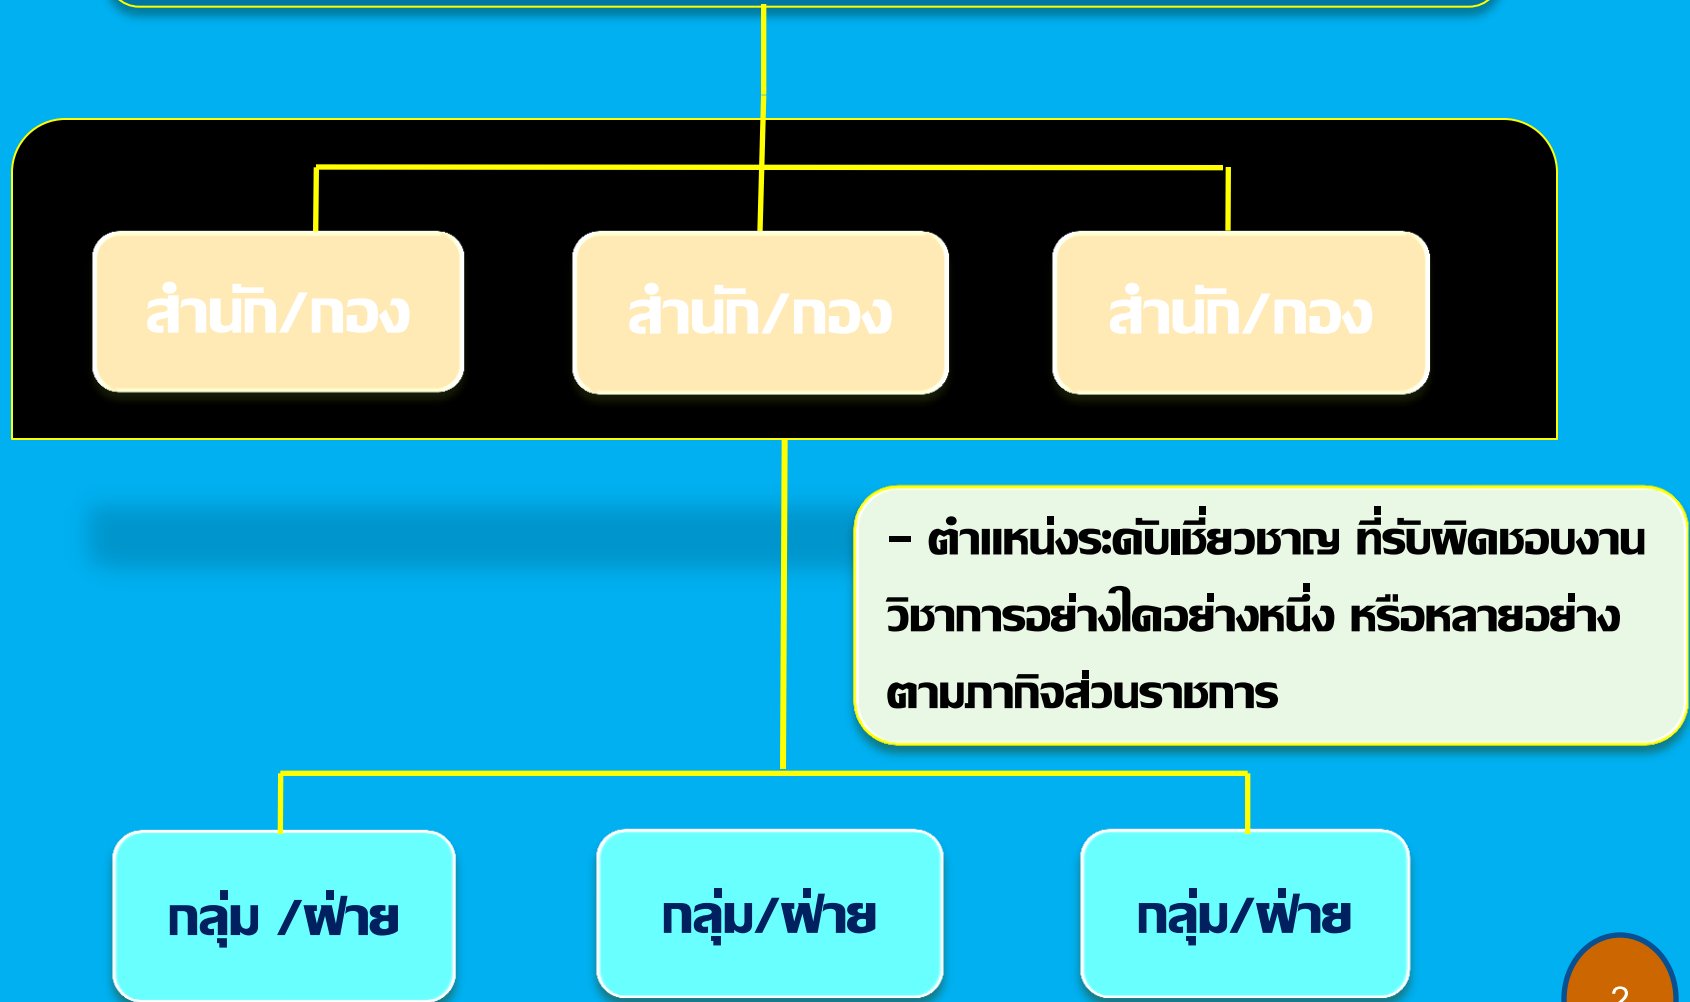 สำนัก/กอง
สำนัก/กอง
สำนัก/กอง
- ตำแหน่งระดับเชี่ยวชาญ ที่รับผิดชอบงาน
วิชาการอย่างใดอย่างหนึ่ง หรือหลายอย่าง
ตามภากิจส่วนราชการ
กลุ่ม /ฝ่าย
กลุ่ม/ฝ่าย
กลุ่ม/ฝ่าย
2